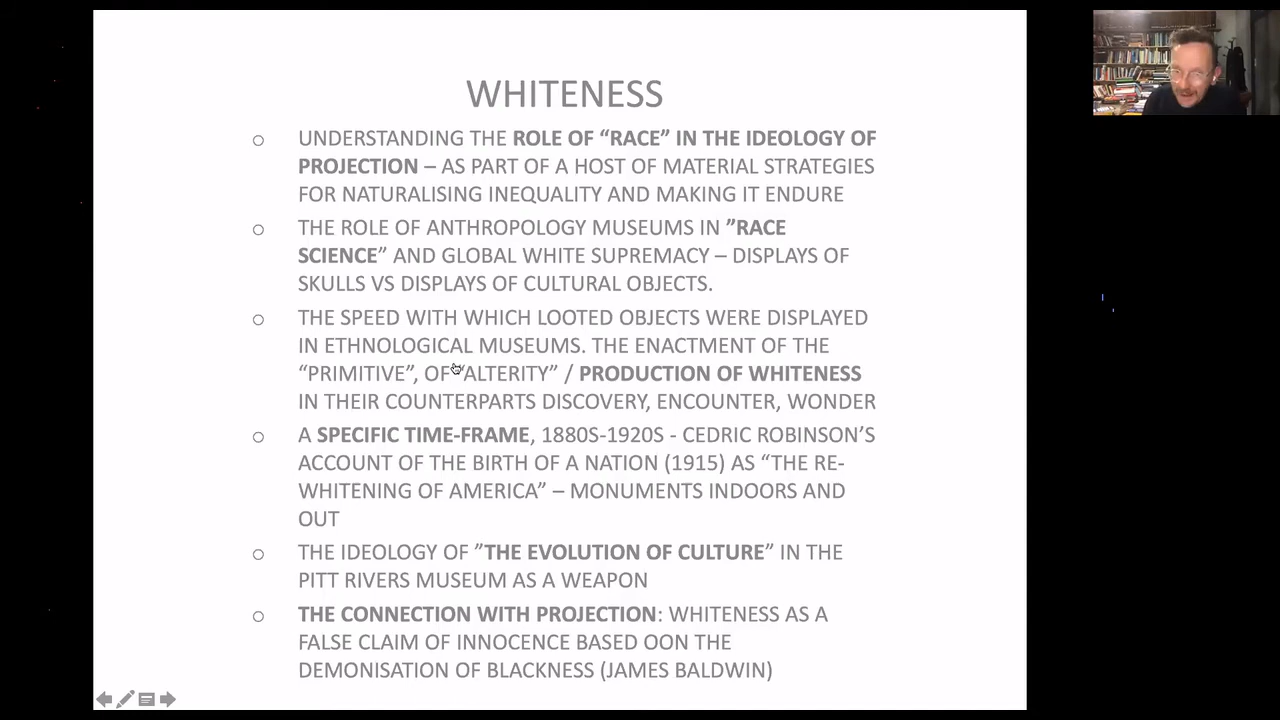 WHITENESS
UNDERSTANDING THE ROLE OF “RACE” IN THE IDEOLOGY OF
PROJECTION – AS PART OF A HOST OF MATERIAL STRATEGIES
FOR NATURALISING INEQUALITY AND MAKING IT ENDURE
THE ROLE OF ANTHROPOLOGY MUSEUMS IN ”RACE
SCIENCE” AND GLOBAL WHITE SUPREMACY – DISPLAYS OF
SKULLS VS DISPLAYS OF CULTURAL OBJECTS.
THE SPEED WITH WHICH LOOTED OBJECTS WERE DISPLAYED
IN ETHNOLOGICAL MUSEUMS. THE ENACTMENT OF THE
“PRIMITIVE”, OF “ALTERITY” / PRODUCTION OF WHITENESS
IN THEIR COUNTERPARTS DISCOVERY, ENCOUNTER, WONDER
A SPECIFIC TIME-FRAME, 1880S-1920S - CEDRIC ROBINSON’S
ACCOUNT OF THE BIRTH OF A NATION (1915) AS “THE RE-
WHITENING OF AMERICA” – MONUMENTS INDOORS AND
OUT
THE IDEOLOGY OF ”THE EVOLUTION OF CULTURE” IN THE
PITT RIVERS MUSEUM AS A WEAPON
THE CONNECTION WITH PROJECTION: WHITENESS AS A
FALSE CLAIM OF INNOCENCE BASED OON THE
DEMONISATION OF BLACKNESS (JAMES BALDWIN)